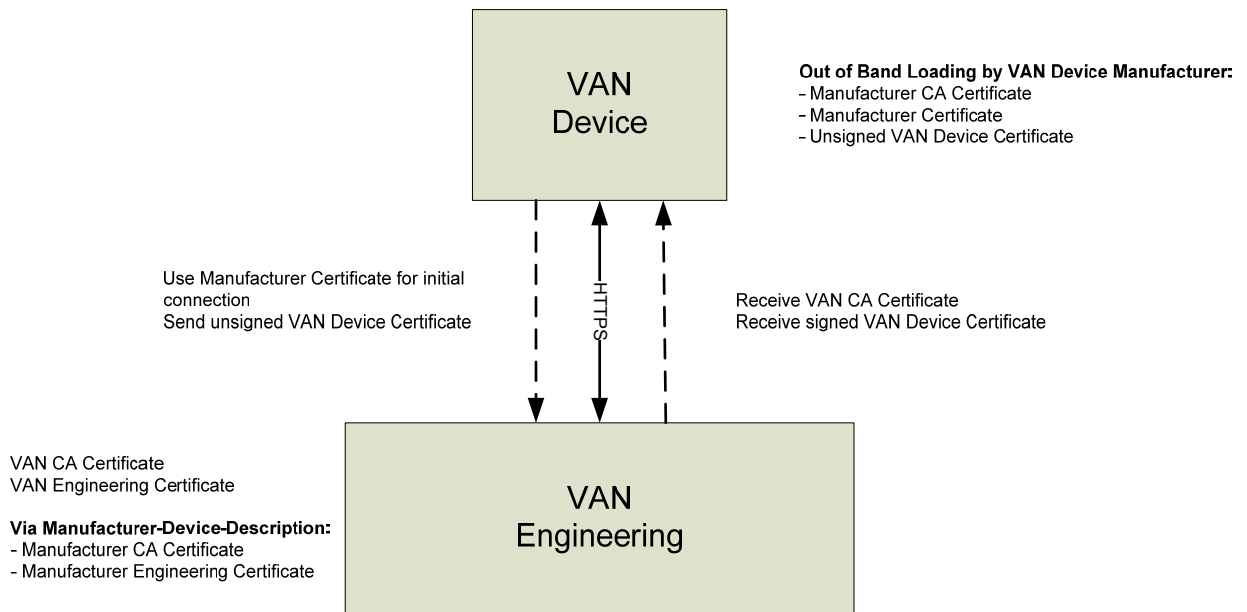 VAN
Device
Out of Band Loading by VAN Device Manufacturer:
- Manufacturer CA Certificate
- Manufacturer Certificate
- Unsigned VAN Device Certificate
Use Manufacturer Certificate for initial
connection
Send unsigned VAN Device Certificate
HTTPS
Receive VAN CA Certificate
Receive signed VAN Device Certificate
VAN CA Certificate
VAN Engineering Certificate
Via Manufacturer-Device-Description:
- Manufacturer CA Certificate
- Manufacturer Engineering Certificate
VAN
Engineering